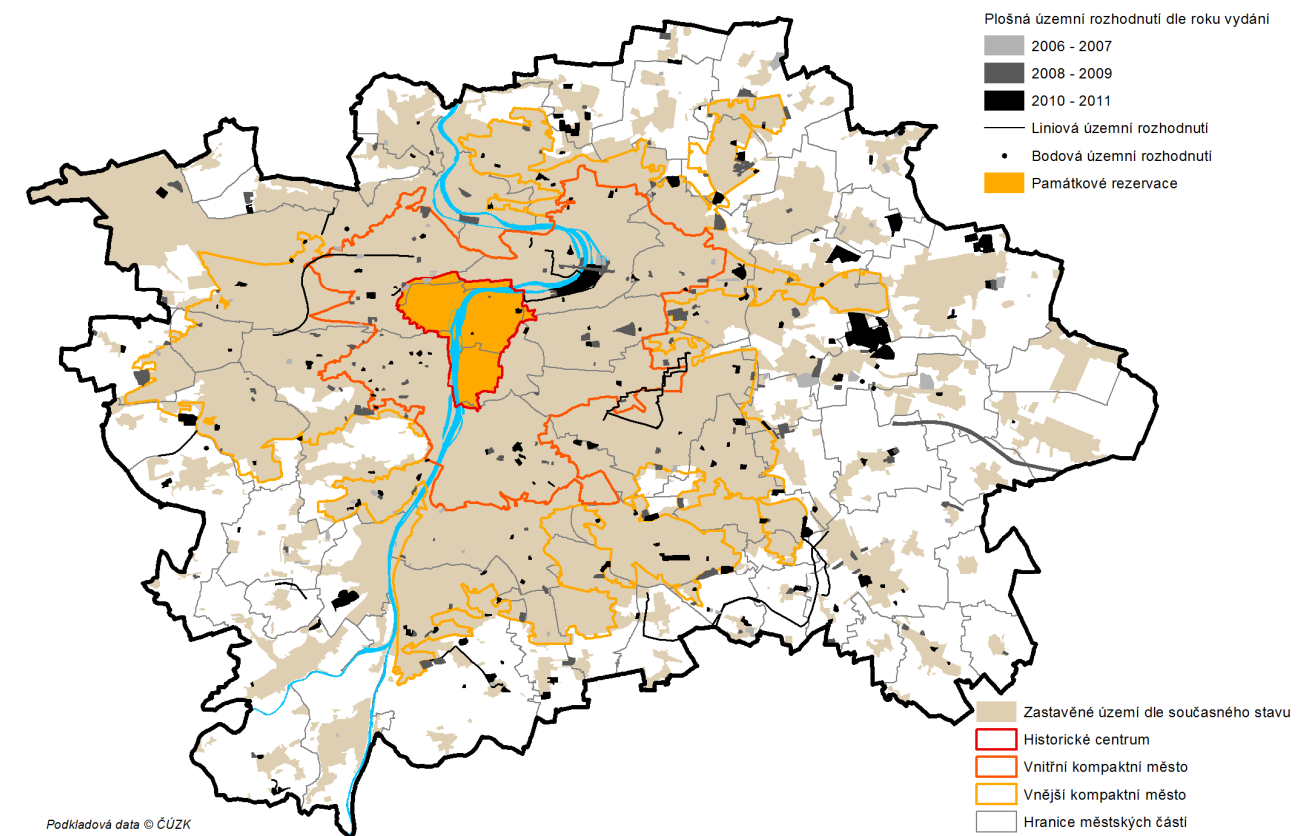 Plošná územní rozhodnutí dle roku vydání
2006 - 2007
2008 - 2009
2010 - 2011
Liniová územní rozhodnutí
Bodová územní rozhodnutí
Památkové rezervace
Zastavěné území dle současného stavu
Historické centrum
Vnitřní kompaktní město
Vnější kompaktní město
Hranice městských částí
Podkladová data © ČÚZK